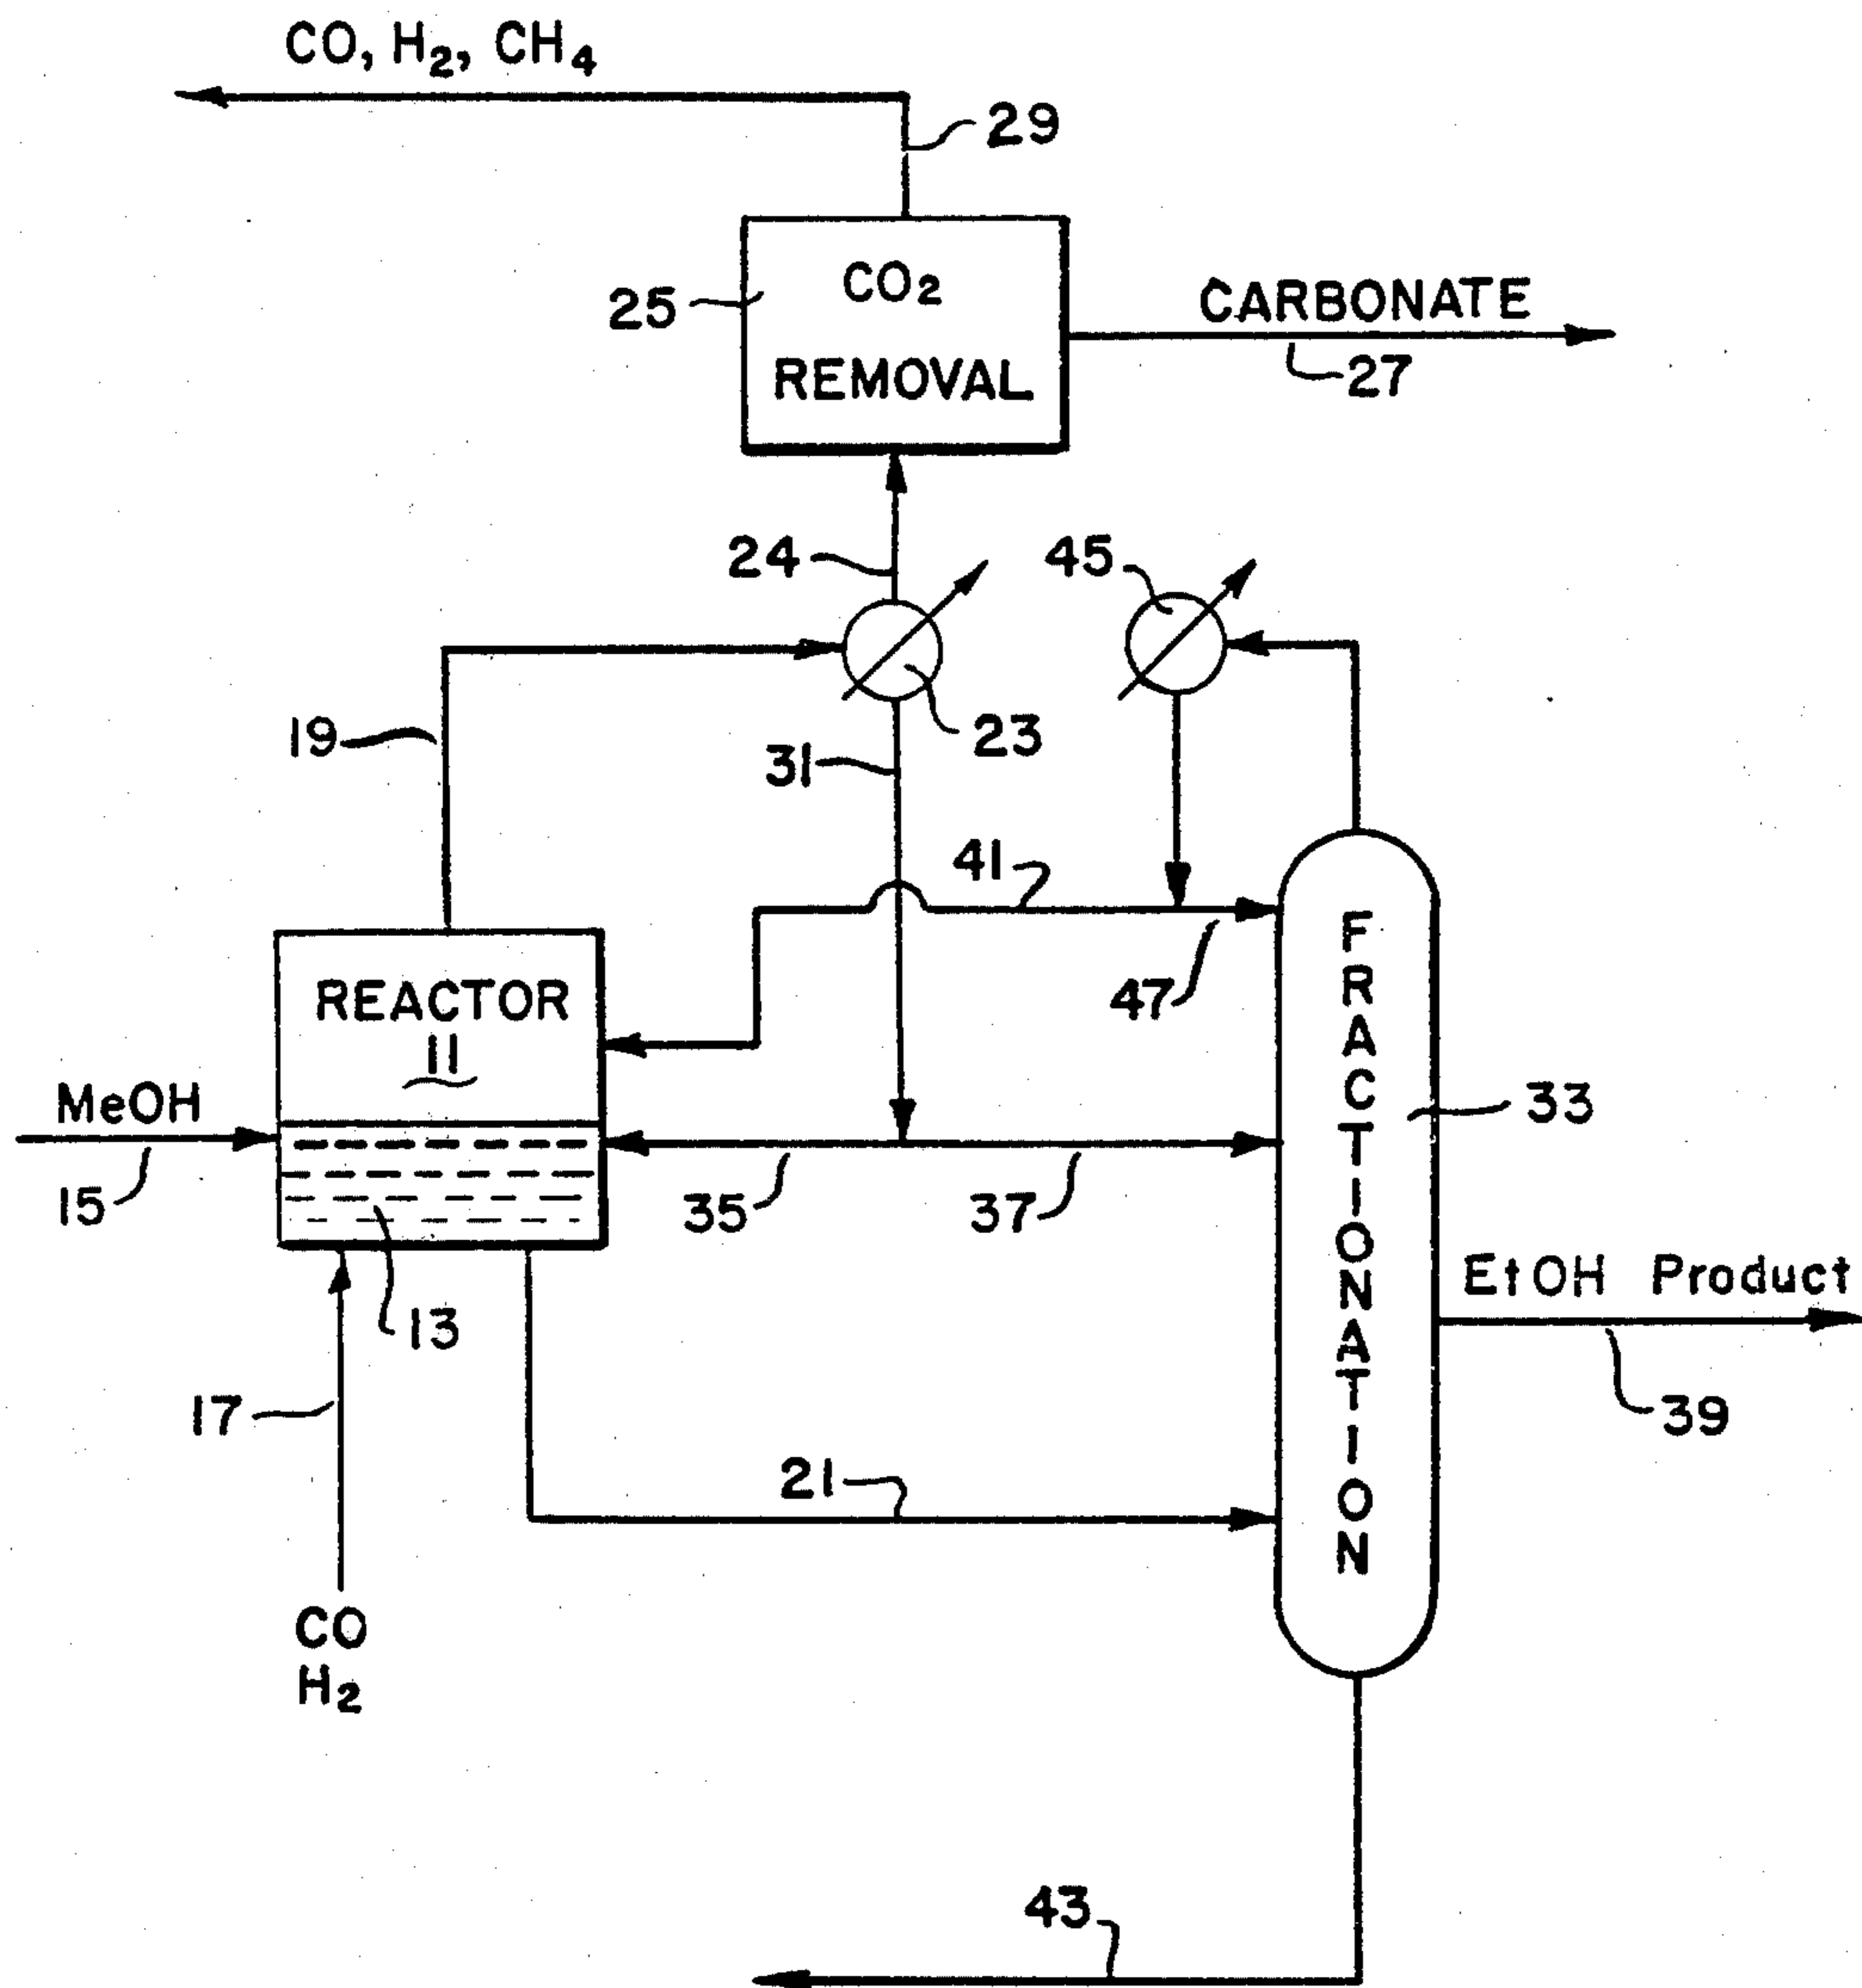 CO, H₂, CH₄
29
CO₂
REMOVAL
25
CARBONATE
27
24
45
23
19
31
41
47
REACTOR
11
MeOH
15
35
37
33
FRACTIONATION
EtOH Product
39
13
17
21
CO
H₂
43